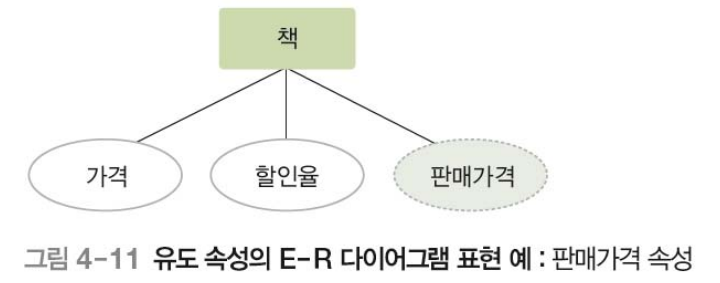 책
가격 할인율 판매가격
그림 4-11 유도 속성의 E-R 다이어그램 표현 예 : 판매가격 속성